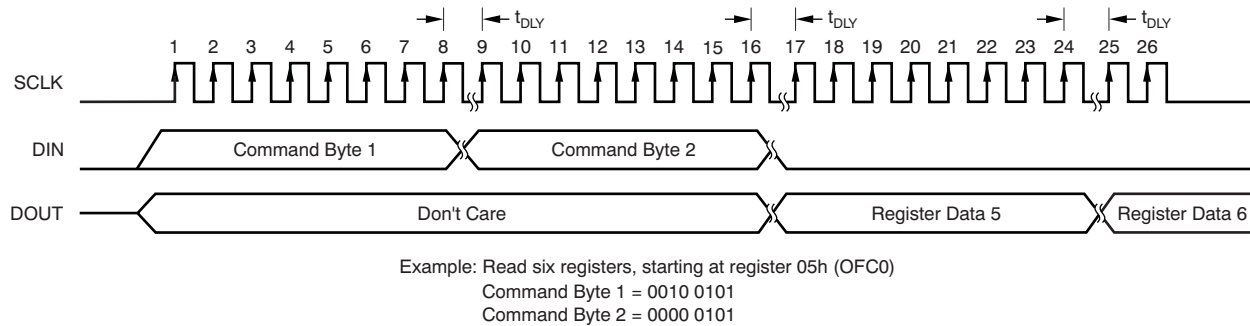 t_DLY t_DLY t_DLY
1 2 3 4 5 6 7 8 9 10 11 12 13 14 15 16 17 18 19 20 21 22 23 24 25 26
SCLK
DIN Command Byte 1 Command Byte 2
DOUT Don't Care Register Data 5 Register Data 6
Example: Read six registers, starting at register 05h (OFC0)
Command Byte 1 = 0010 0101
Command Byte 2 = 0000 0101